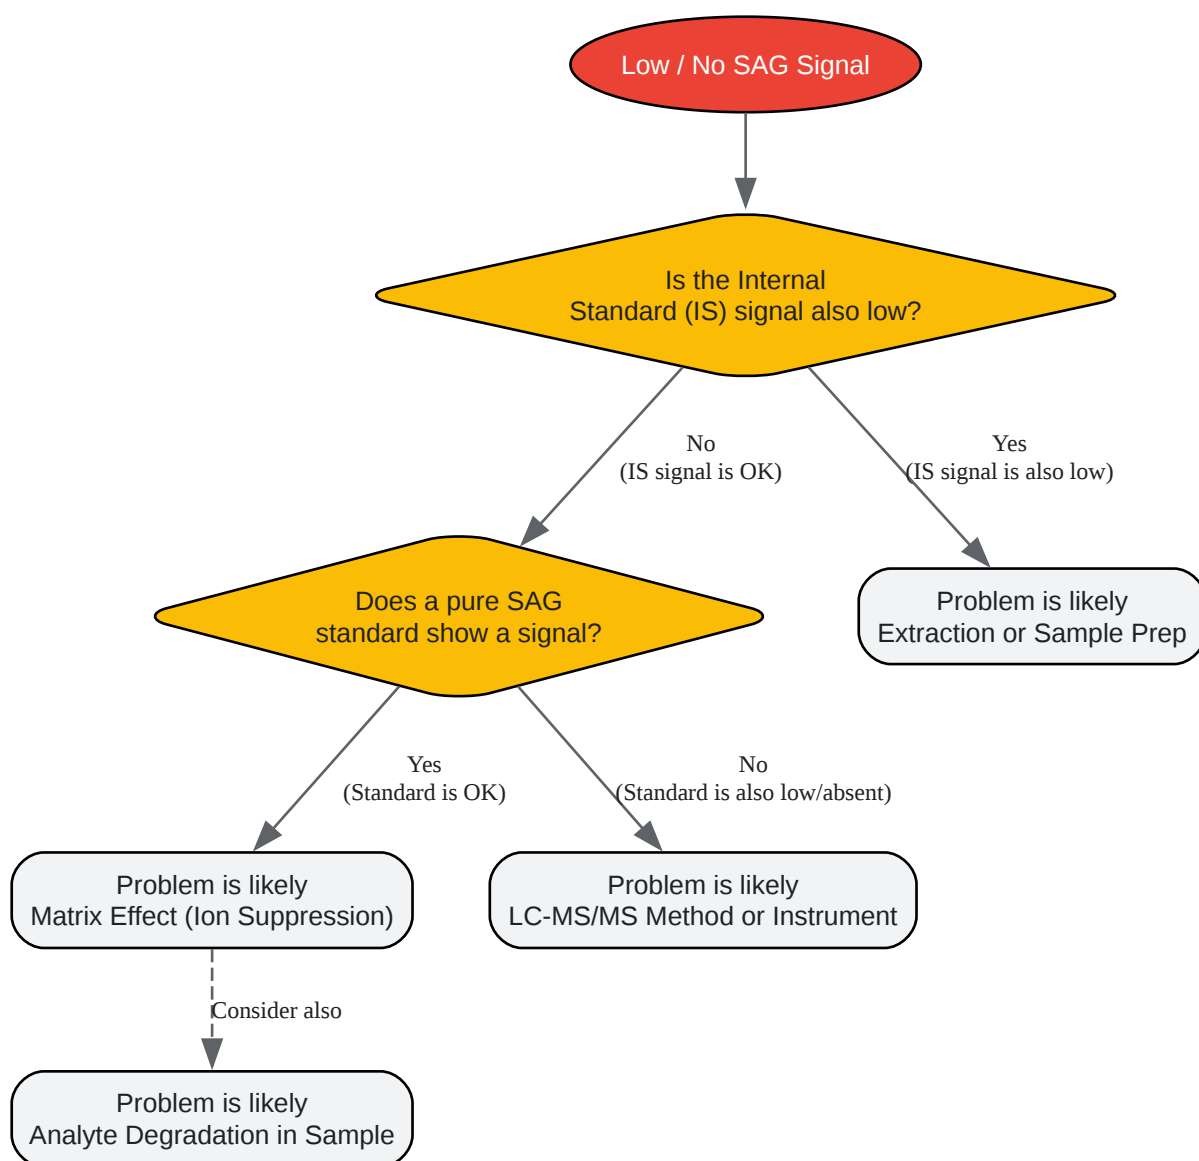 Low / No SAG Signal
Is the Internal
Standard (IS) signal also low?
No
(IS signal is OK)
Yes
(IS signal is also low)
Does a pure SAG
standard show a signal?
Problem is likely
Extraction or Sample Prep
Yes
(Standard is OK)
No
(Standard is also low/absent)
Problem is likely
Matrix Effect (Ion Suppression)
Problem is likely
LC-MS/MS Method or Instrument
Consider also
Problem is likely
Analyte Degradation in Sample